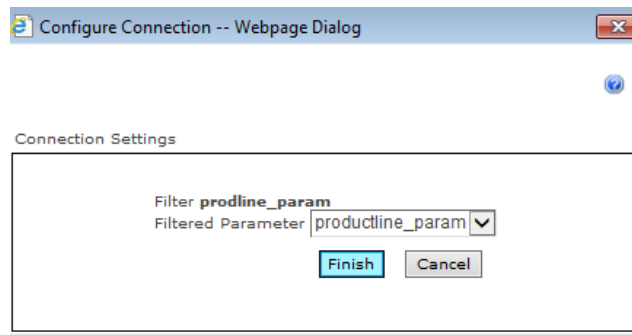 Configure Connection -- Webpage Dialog
Connection Settings
Filter prodline_param
Filtered Parameter productline_param
Finish Cancel